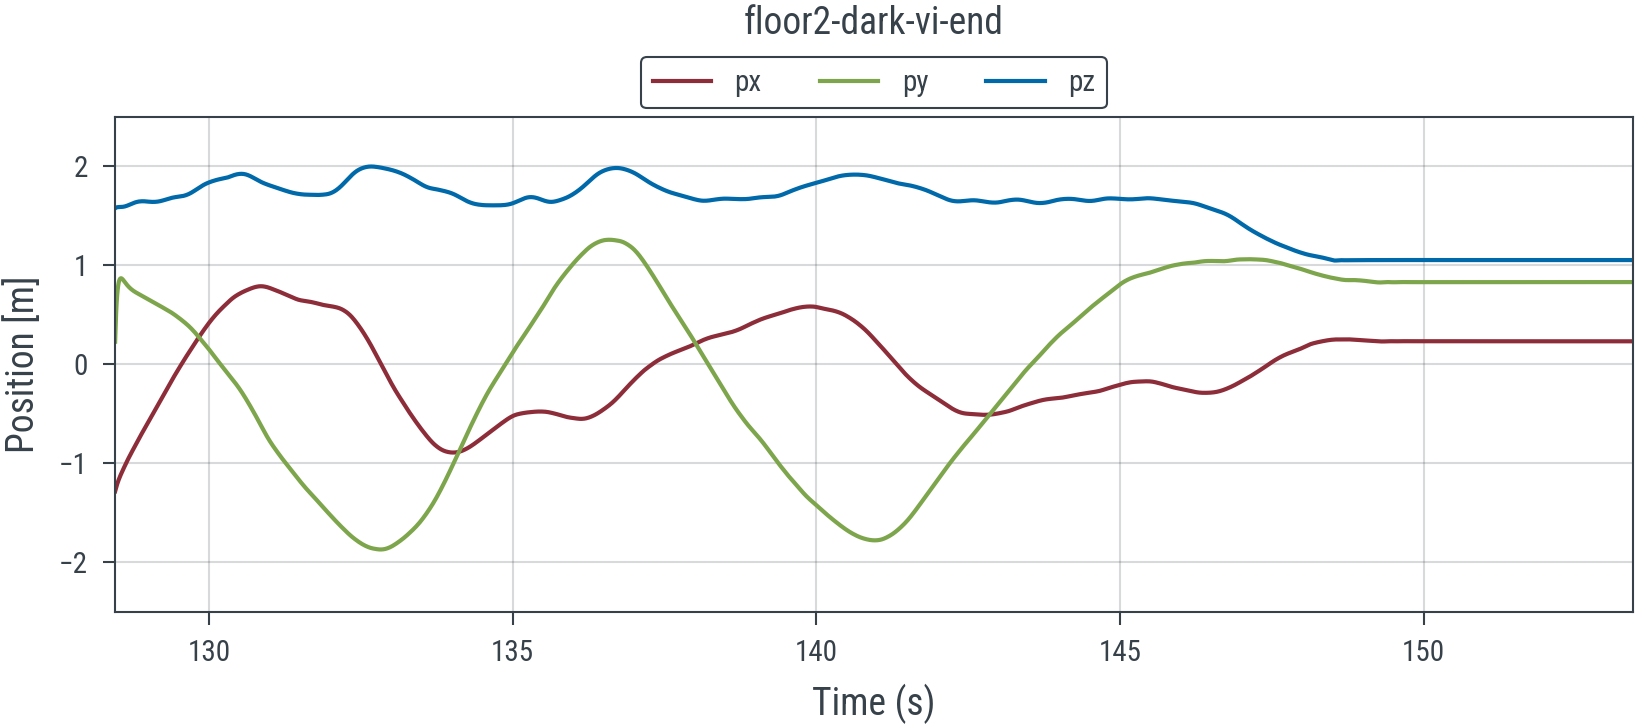 floor2-dark-vi-end
px py pz
2
1
0
−1
−2
Position [m]
130 135 140 145 150
Time (s)